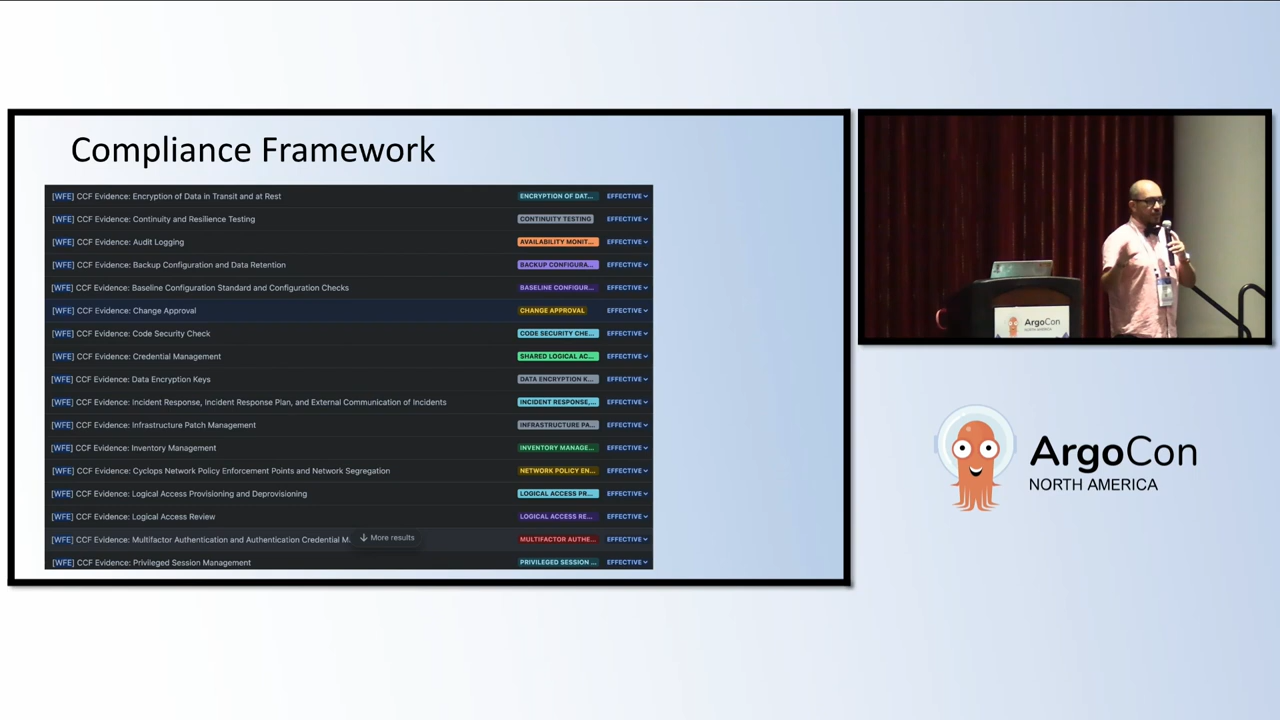 Compliance Framework
[WFE] CCF Evidence: Encryption of Data in Transit and at Rest ENCRYPTION OF DAT... EFFECTIVE
[WFE] CCF Evidence: Continuity and Resilience Testing CONTINUITY TESTING EFFECTIVE
[WFE] CCF Evidence: Audit Logging AVAILABILITY MONIT... EFFECTIVE
[WFE] CCF Evidence: Backup Configuration and Data Retention BACKUP CONFIGURA... EFFECTIVE
[WFE] CCF Evidence: Baseline Configuration Standard and Configuration Checks BASELINE CONFIGUR... EFFECTIVE
[WFE] CCF Evidence: Change Approval CHANGE APPROVAL EFFECTIVE
[WFE] CCF Evidence: Code Security Check CODE SECURITY CHE... EFFECTIVE
[WFE] CCF Evidence: Credential Management SHARED LOGICAL AC... EFFECTIVE
[WFE] CCF Evidence: Data Encryption Keys DATA ENCRYPTION K... EFFECTIVE
[WFE] CCF Evidence: Incident Response, Incident Response Plan, and External Communication of Incidents INCIDENT RESPONSE,... EFFECTIVE
[WFE] CCF Evidence: Infrastructure Patch Management INFRASTRUCTURE PA... EFFECTIVE
[WFE] CCF Evidence: Inventory Management INVENTORY MANAGE... EFFECTIVE
[WFE] CCF Evidence: Cyclops Network Policy Enforcement Points and Network Segregation NETWORK POLICY EN... EFFECTIVE
[WFE] CCF Evidence: Logical Access Provisioning and Deprovisioning LOGICAL ACCESS PR... EFFECTIVE
[WFE] CCF Evidence: Logical Access Review LOGICAL ACCESS RE... EFFECTIVE
[WFE] CCF Evidence: Multifactor Authentication and Authentication Credential M. MULTIFACTOR AUTHE... EFFECTIVE
More results
[WFE] CCF Evidence: Privileged Session Management PRIVILEGED SESSION ... EFFECTIVE
ArgoCon
NORTH AMERICA
ArgoCon
NORTH AMERICA